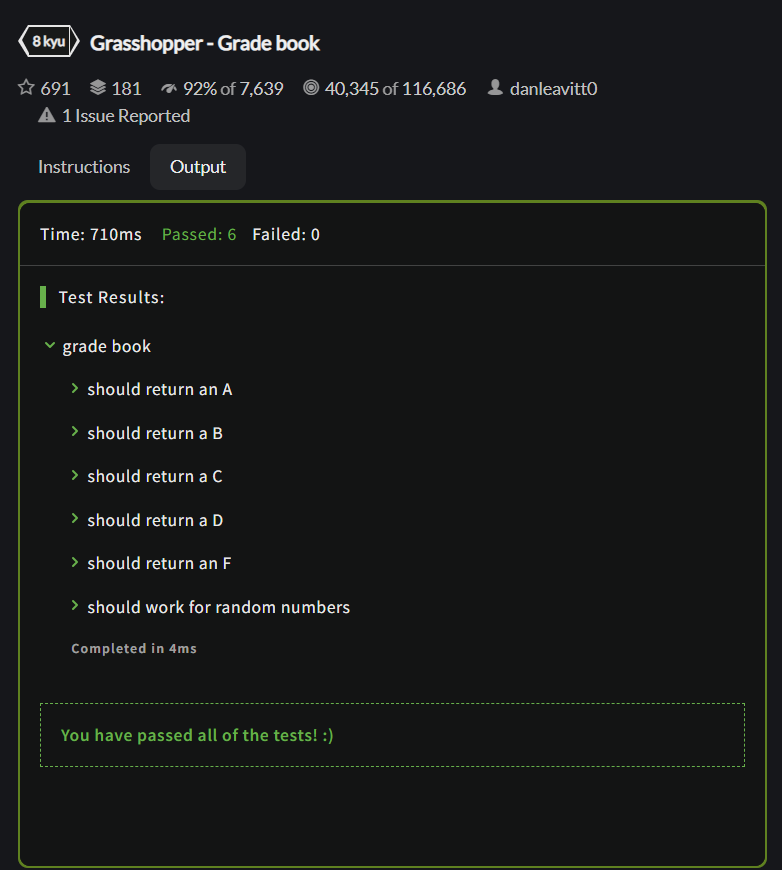 8 kyu Grasshopper - Grade book
691 181 92% of 7,639 40,345 of 116,686 danleavitt0
1 Issue Reported
Instructions Output
Time: 710ms Passed: 6 Failed: 0
Test Results:
grade book
should return an A
should return a B
should return a C
should return a D
should return an F
should work for random numbers
Completed in 4ms
You have passed all of the tests! :)